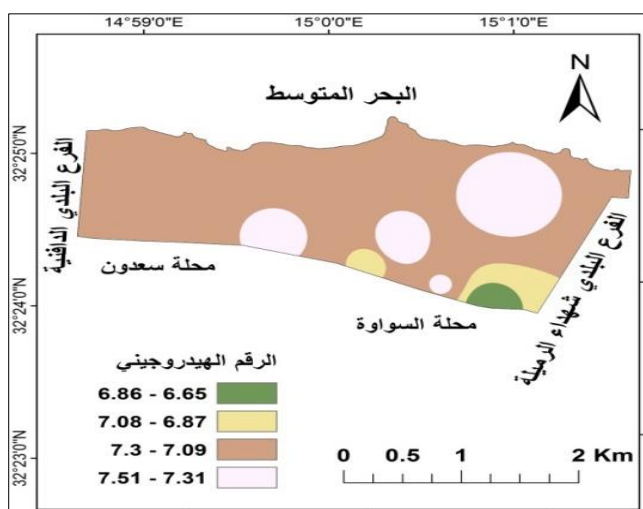 14°59'0"E 15°0'0"E 15°1'0"E
N
البحر المتوسط
32°25'0"N
الفرع البلدي الدافنية
محلة سعدون
32°24'0"N
محلة السواوة
الفرع البلدي شهداء الرميلة
الرقم الهيدروجيني
6.86 - 6.65
7.08 - 6.87
7.3 - 7.09
7.51 - 7.31
32°23'0"N
0 0.5 1 2 Km